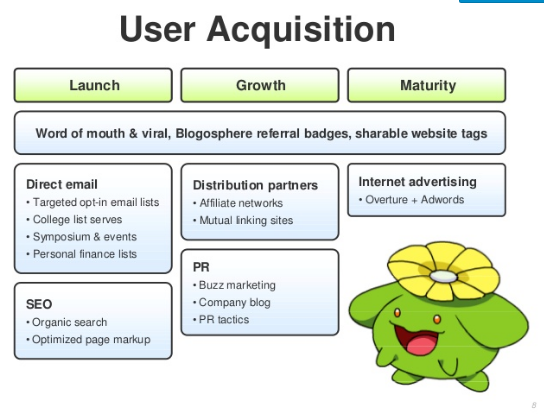 User Acquisition
Launch
Growth
Maturity
Word of mouth & viral, Blogosphere referral badges, sharable website tags
Direct email
• Targeted opt-in email lists
• College list serves
• Symposium & events
• Personal finance lists
SEO
• Organic search
• Optimized page markup
Distribution partners
• Affiliate networks
• Mutual linking sites
PR
• Buzz marketing
• Company blog
• PR tactics
Internet advertising
• Overture + Adwords